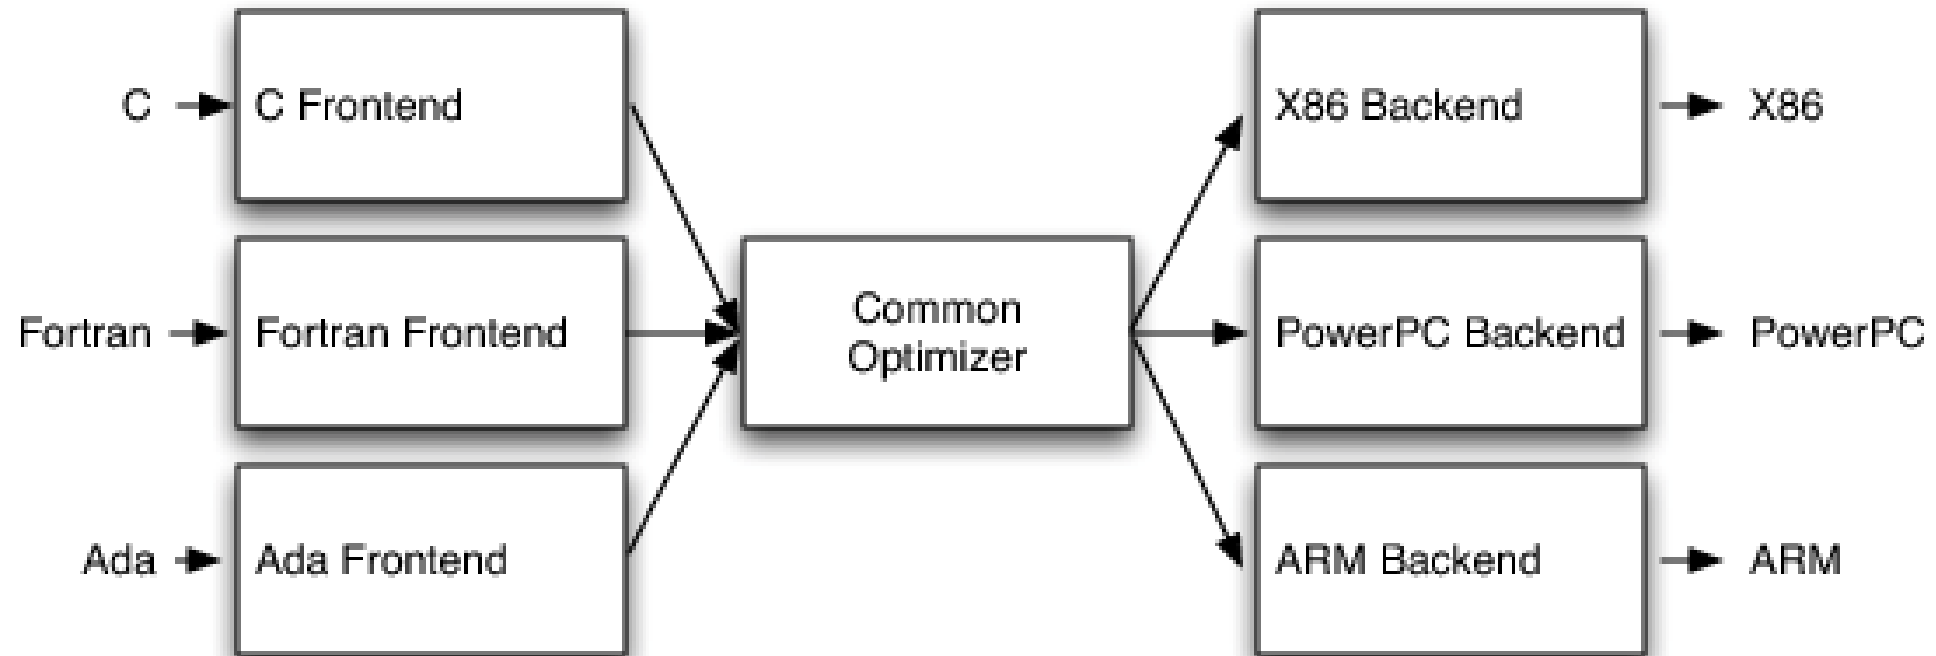 C
C Frontend
X86 Backend
X86
Fortran
Fortran Frontend
Common
Optimizer
PowerPC Backend
PowerPC
Ada
Ada Frontend
ARM Backend
ARM